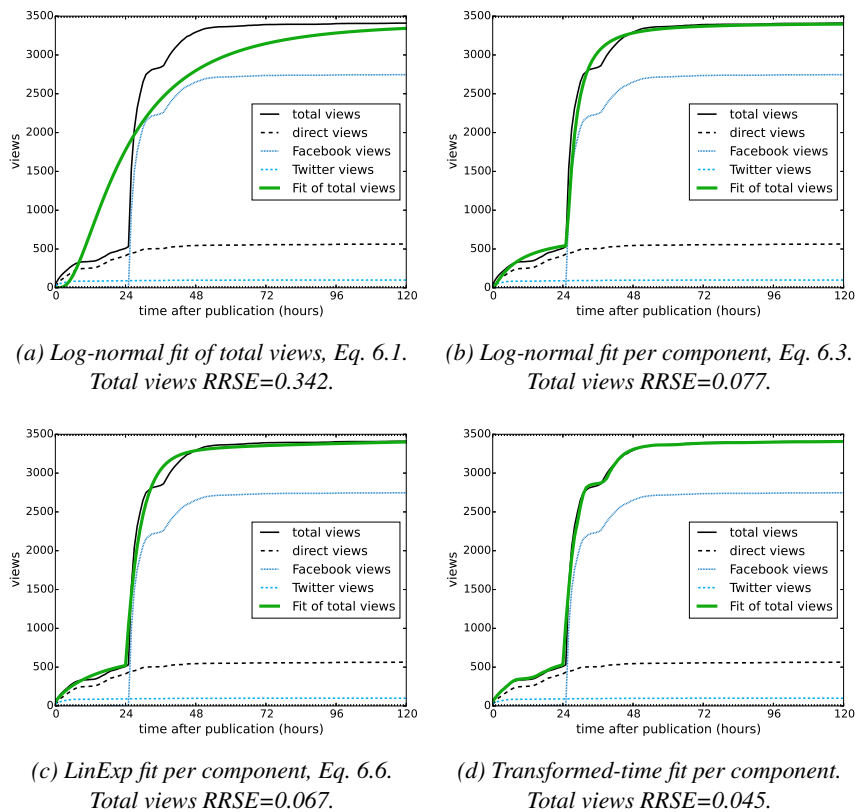 3500
3000
2500
2000
1500
1000
500
0
views
total views
direct views
Facebook views
Twitter views
Fit of total views
0 24 48 72 96 120
time after publication (hours)
(a) Log-normal fit of total views, Eq. 6.1.
Total views RRSE=0.342.
3500
3000
2500
2000
1500
1000
500
0
views
total views
direct views
Facebook views
Twitter views
Fit of total views
0 24 48 72 96 120
time after publication (hours)
(b) Log-normal fit per component, Eq. 6.3.
Total views RRSE=0.077.
3500
3000
2500
2000
1500
1000
500
0
views
total views
direct views
Facebook views
Twitter views
Fit of total views
0 24 48 72 96 120
time after publication (hours)
(c) LinExp fit per component, Eq. 6.6.
Total views RRSE=0.067.
3500
3000
2500
2000
1500
1000
500
0
views
total views
direct views
Facebook views
Twitter views
Fit of total views
0 24 48 72 96 120
time after publication (hours)
(d) Transformed-time fit per component.
Total views RRSE=0.045.